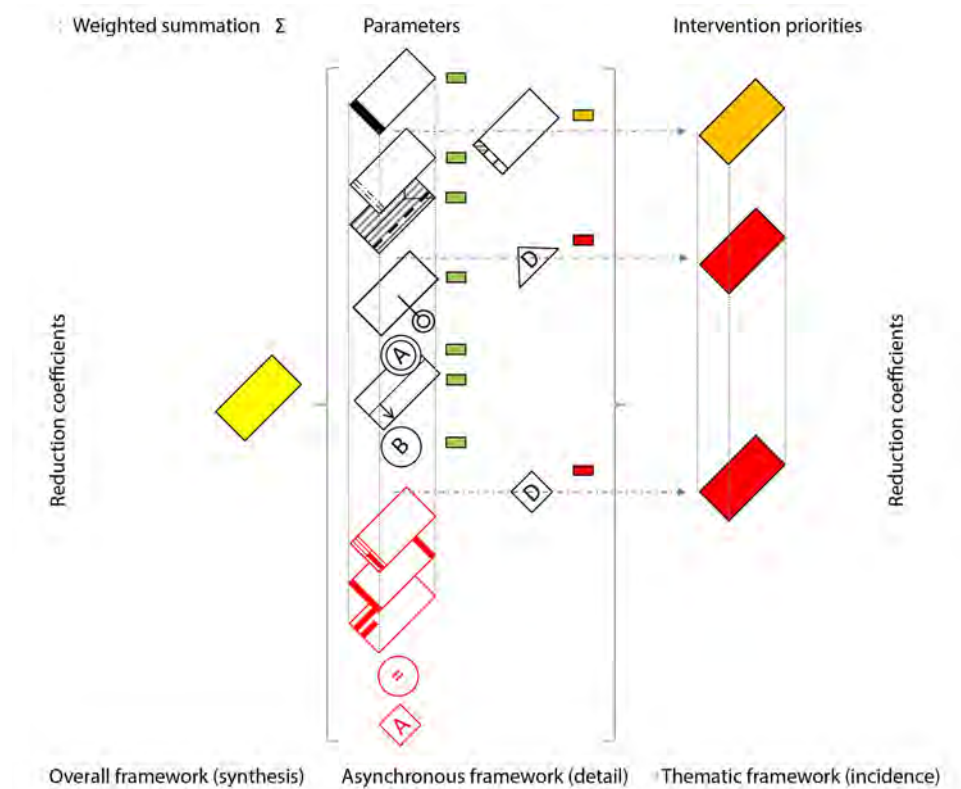 : Weighted summation Σ
Parameters
Intervention priorities
D
Reduction coefficients
A
Reduction coefficients
B
D
=
A
Overall framework (synthesis)
Asynchronous framework (detail)
Thematic framework (incidence)